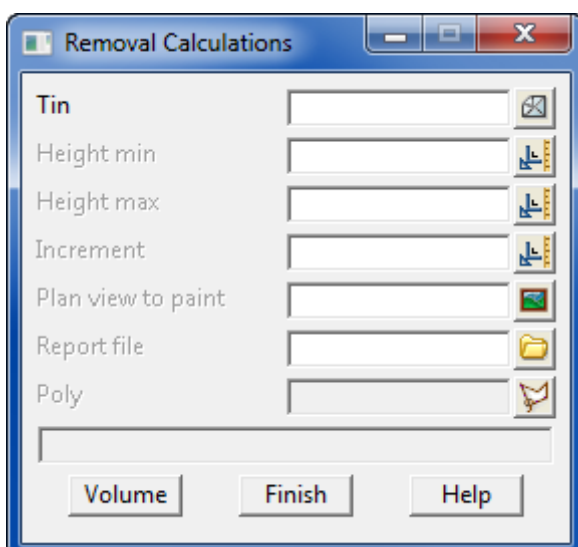 Removal Calculations
Tin
Height min
Height max
Increment
Plan view to paint
Report file
Poly
Volume Finish Help